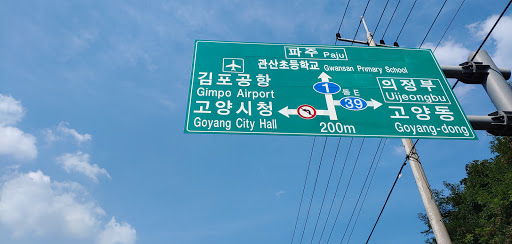 파주 Paju
관산초등학교 Gwansan Primary School
김포공항
Gimpo Airport
고양시청
Goyang City Hall
1
동 E
39
200m
의정부
Uijeongbu
고양동
Goyang-dong